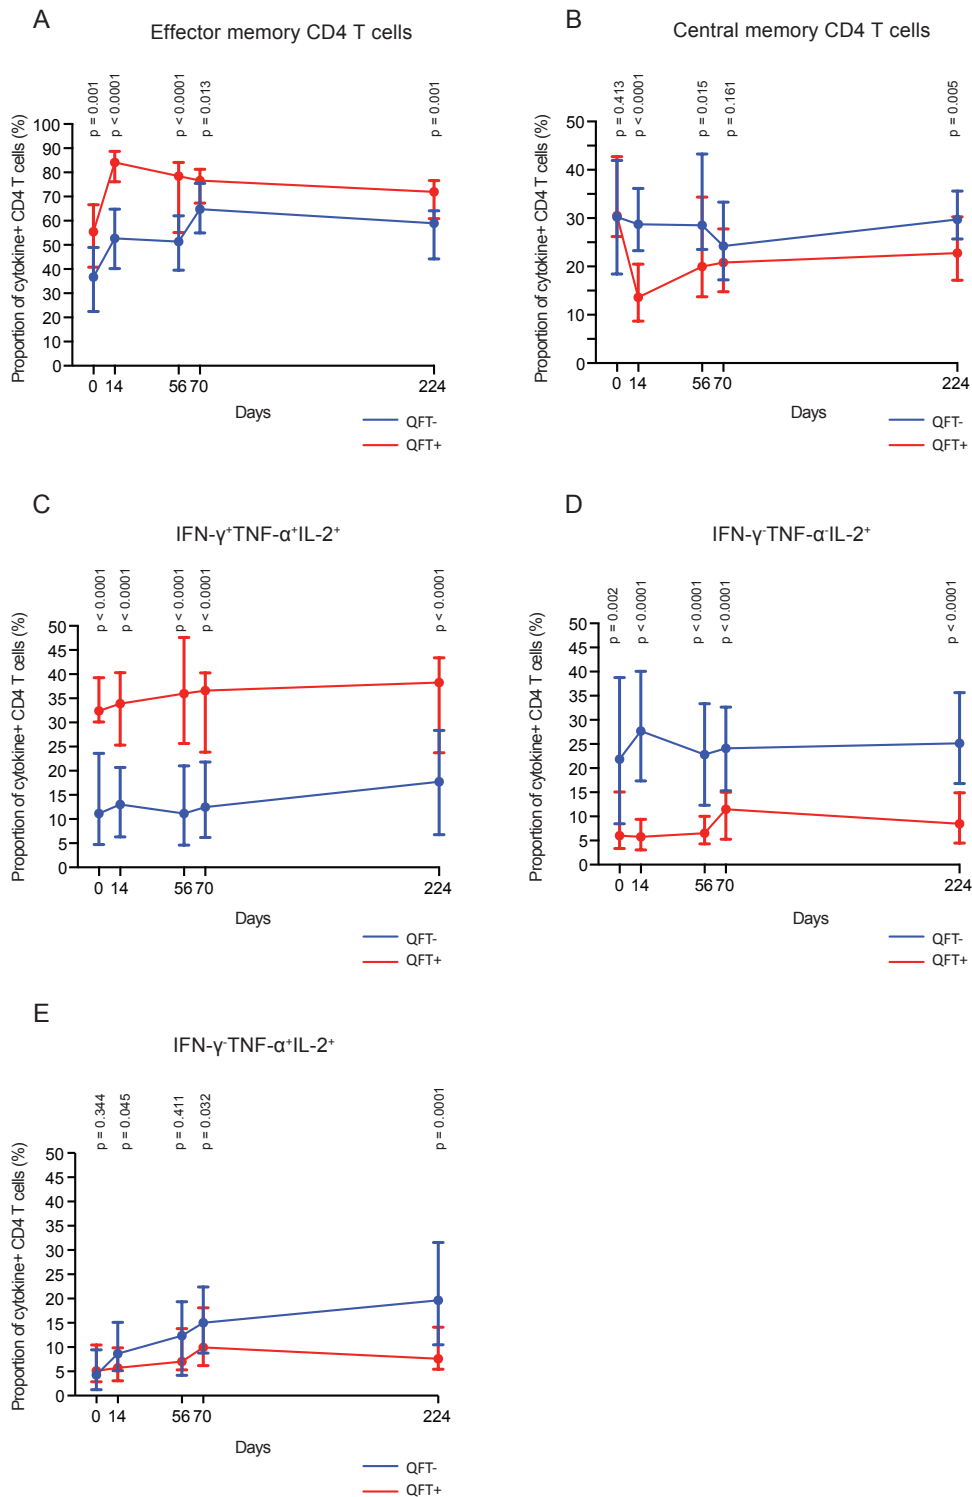 A
Effector memory CD4 T cells
p = 0.001
p < 0.0001
p < 0.0001
p = 0.013
p = 0.001
Proportion of cytokine+ CD4 T cells (%)
100
90
80
70
60
50
40
30
20
10
0
0 14 56 70 224
Days
QFT-
QFT+
B
Central memory CD4 T cells
p = 0.413
p < 0.0001
p = 0.015
p = 0.161
p = 0.005
Proportion of cytokine+ CD4 T cells (%)
50
40
30
20
10
0
0 14 56 70 224
Days
QFT-
QFT+
C
IFN-γ⁺TNF-α⁺IL-2⁺
p < 0.0001
p < 0.0001
p < 0.0001
p < 0.0001
p < 0.0001
Proportion of cytokine+ CD4 T cells (%)
50
45
40
35
30
25
20
15
10
5
0
0 14 56 70 224
Days
QFT-
QFT+
D
IFN-γ⁻TNF-α⁻IL-2⁺
p = 0.002
p < 0.0001
p < 0.0001
p < 0.0001
p < 0.0001
Proportion of cytokine+ CD4 T cells (%)
50
45
40
35
30
25
20
15
10
5
0
0 14 56 70 224
Days
QFT-
QFT+
E
IFN-γ⁻TNF-α⁺IL-2⁺
p = 0.344
p = 0.045
p = 0.411
p = 0.032
p = 0.0001
Proportion of cytokine+ CD4 T cells (%)
50
45
40
35
30
25
20
15
10
5
0
0 14 56 70 224
Days
QFT-
QFT+